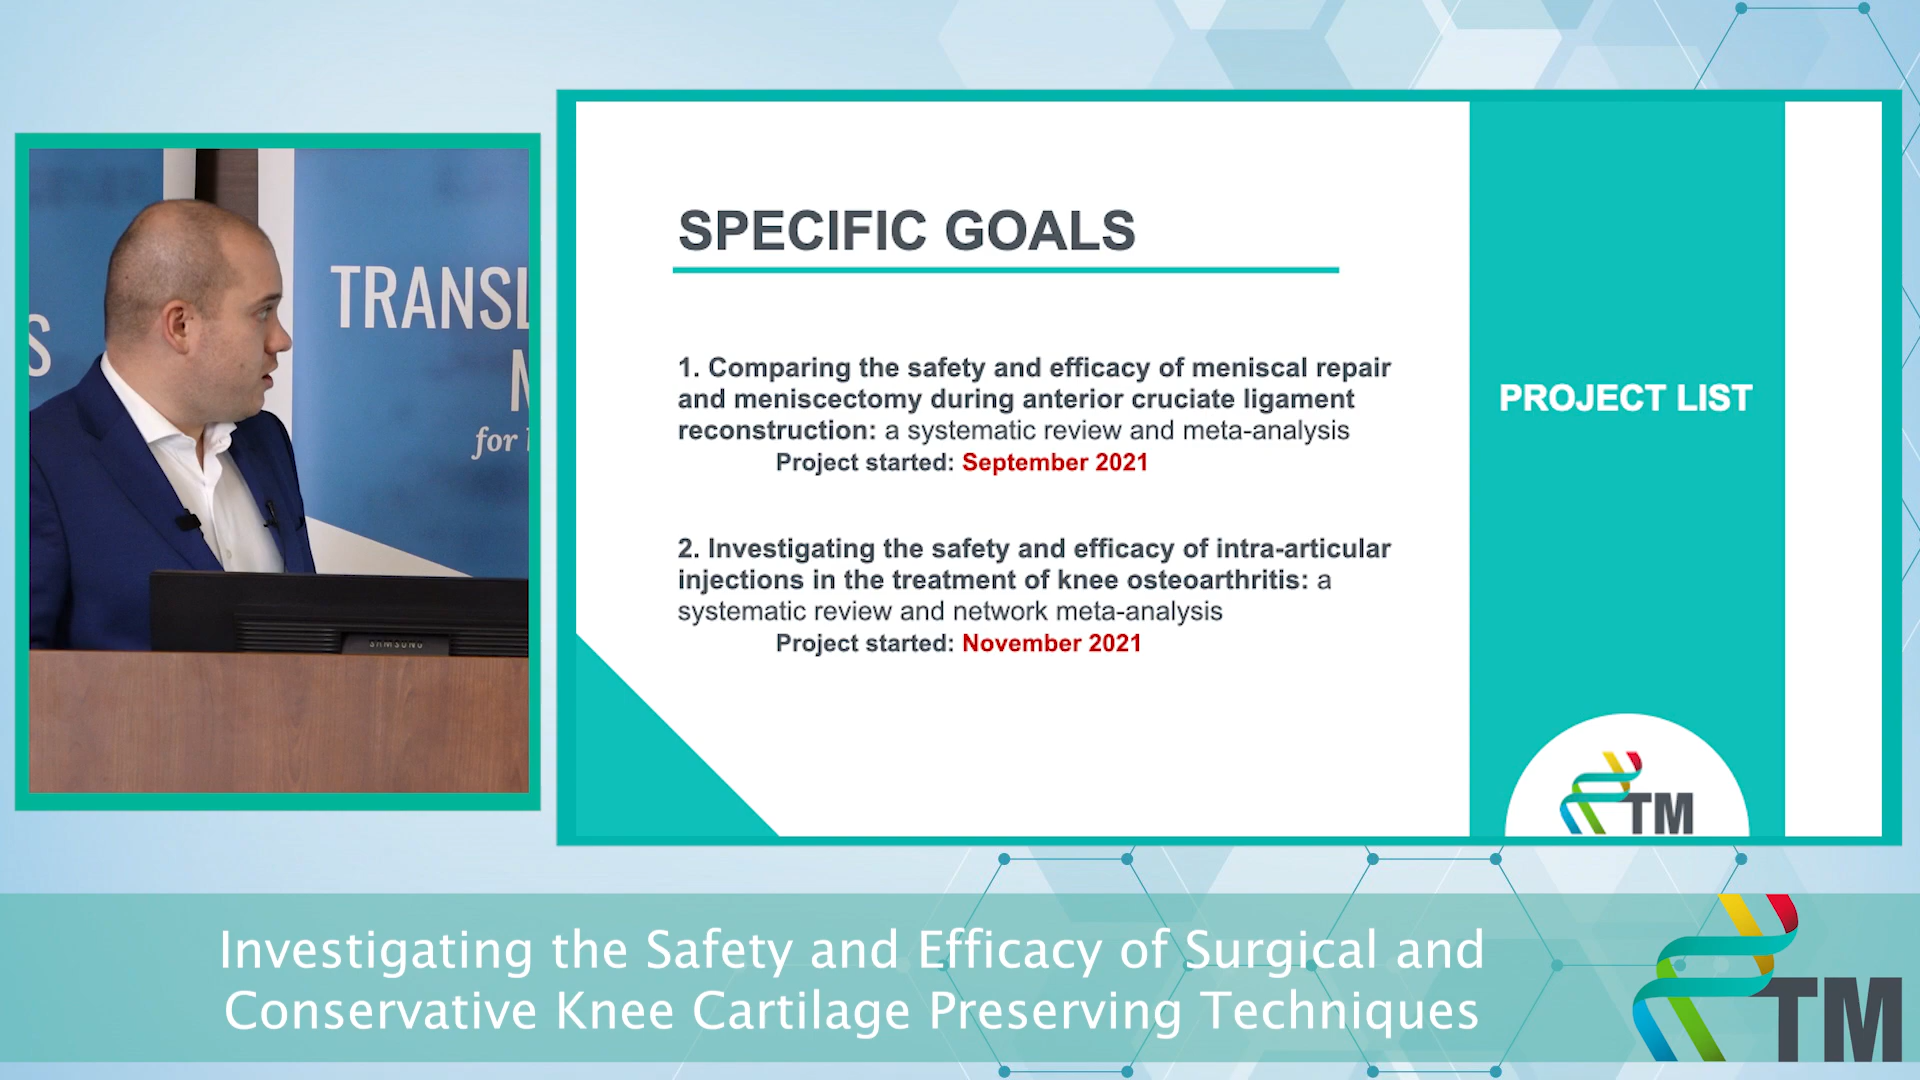 S
TRANSL
M
for
SAMSUNG
SPECIFIC GOALS
1. Comparing the safety and efficacy of meniscal repair
and meniscectomy during anterior cruciate ligament
reconstruction: a systematic review and meta-analysis
Project started: September 2021
2. Investigating the safety and efficacy of intra-articular
injections in the treatment of knee osteoarthritis: a
systematic review and network meta-analysis
Project started: November 2021
PROJECT LIST
TM
Investigating the Safety and Efficacy of Surgical and
Conservative Knee Cartilage Preserving Techniques
TM